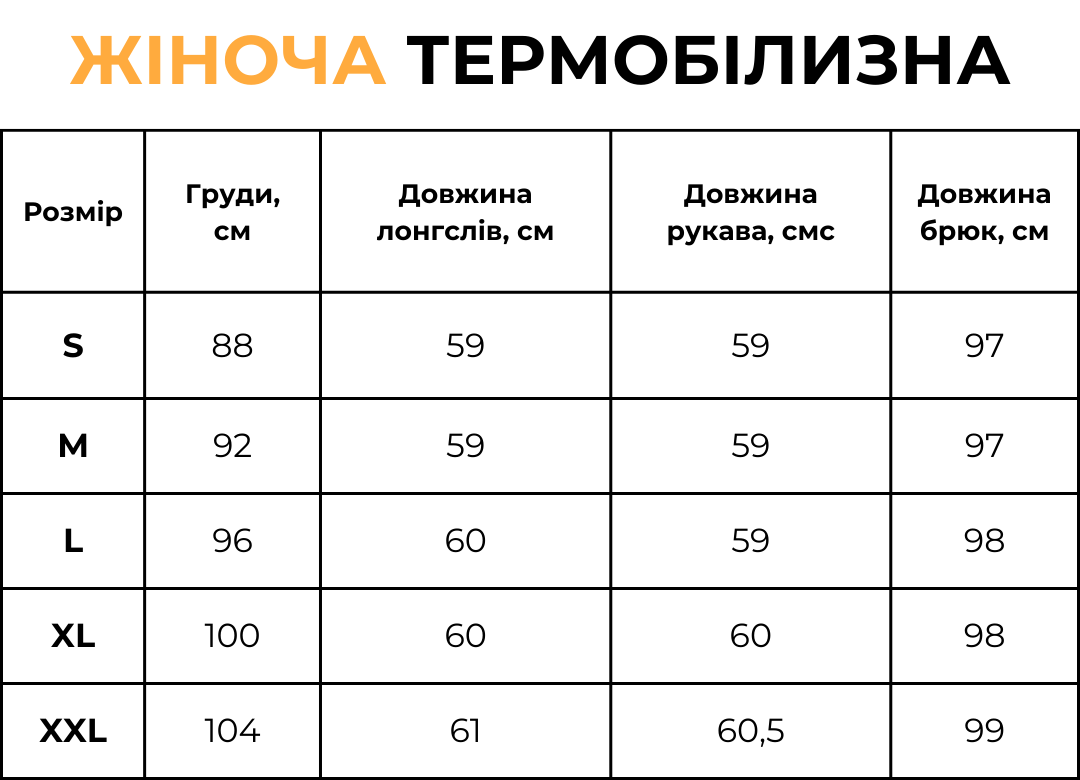 ЖІНОЧА ТЕРМОБІЛИЗНА
Розмір
Груди,
см
Довжина
лонгслів, см
Довжина
рукава, смс
Довжина
брюк, см
S 88 59 59 97
M 92 59 59 97
L 96 60 59 98
XL 100 60 60 98
XXL 104 61 60,5 99